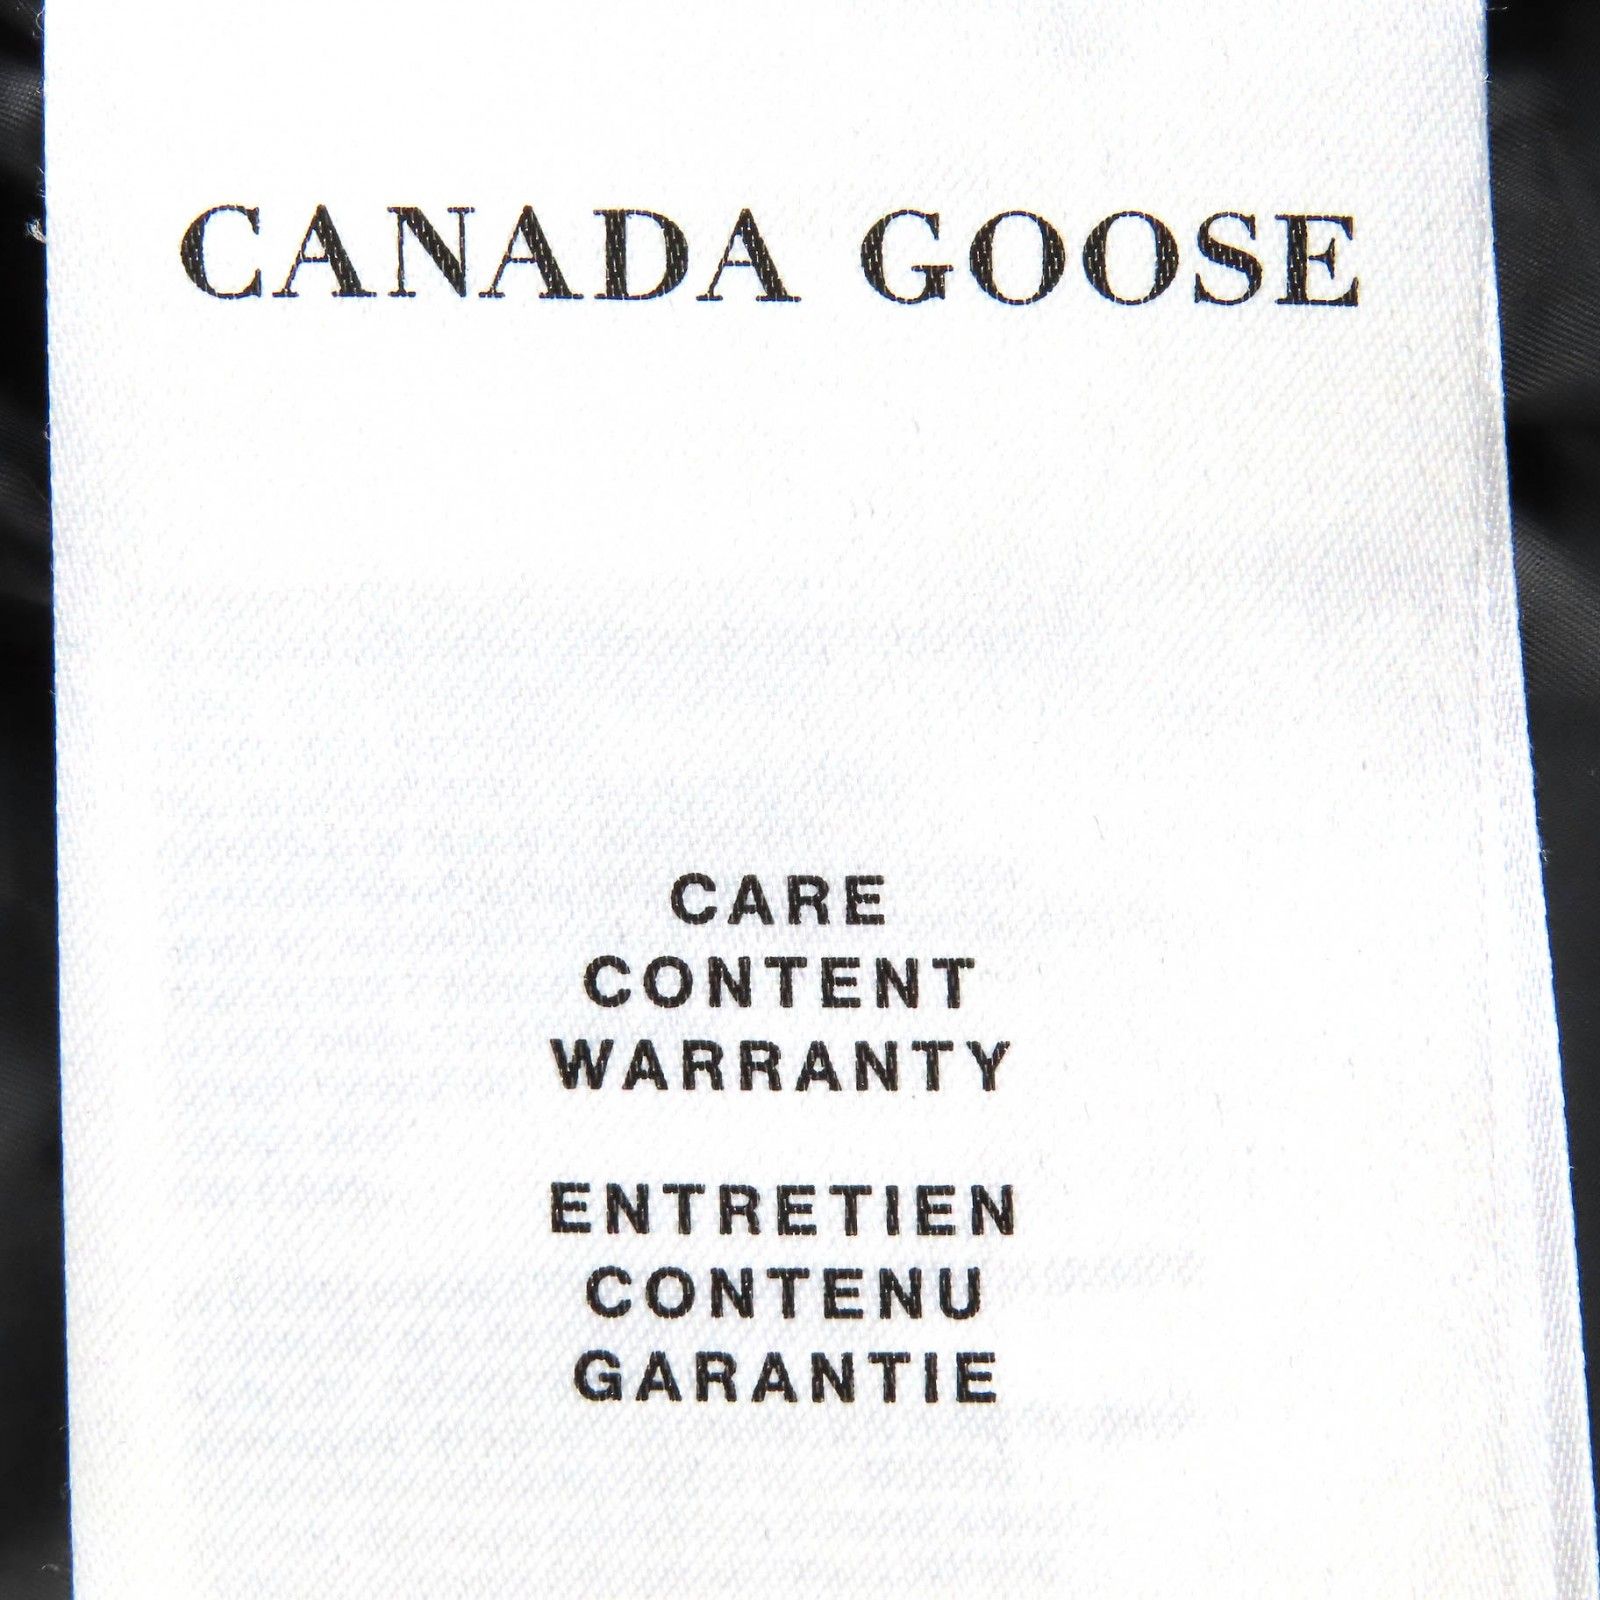 CANADA GOOSE
CARE
CONTENT
WARRANTY
ENTRETIEN
CONTENU
GARANTIE